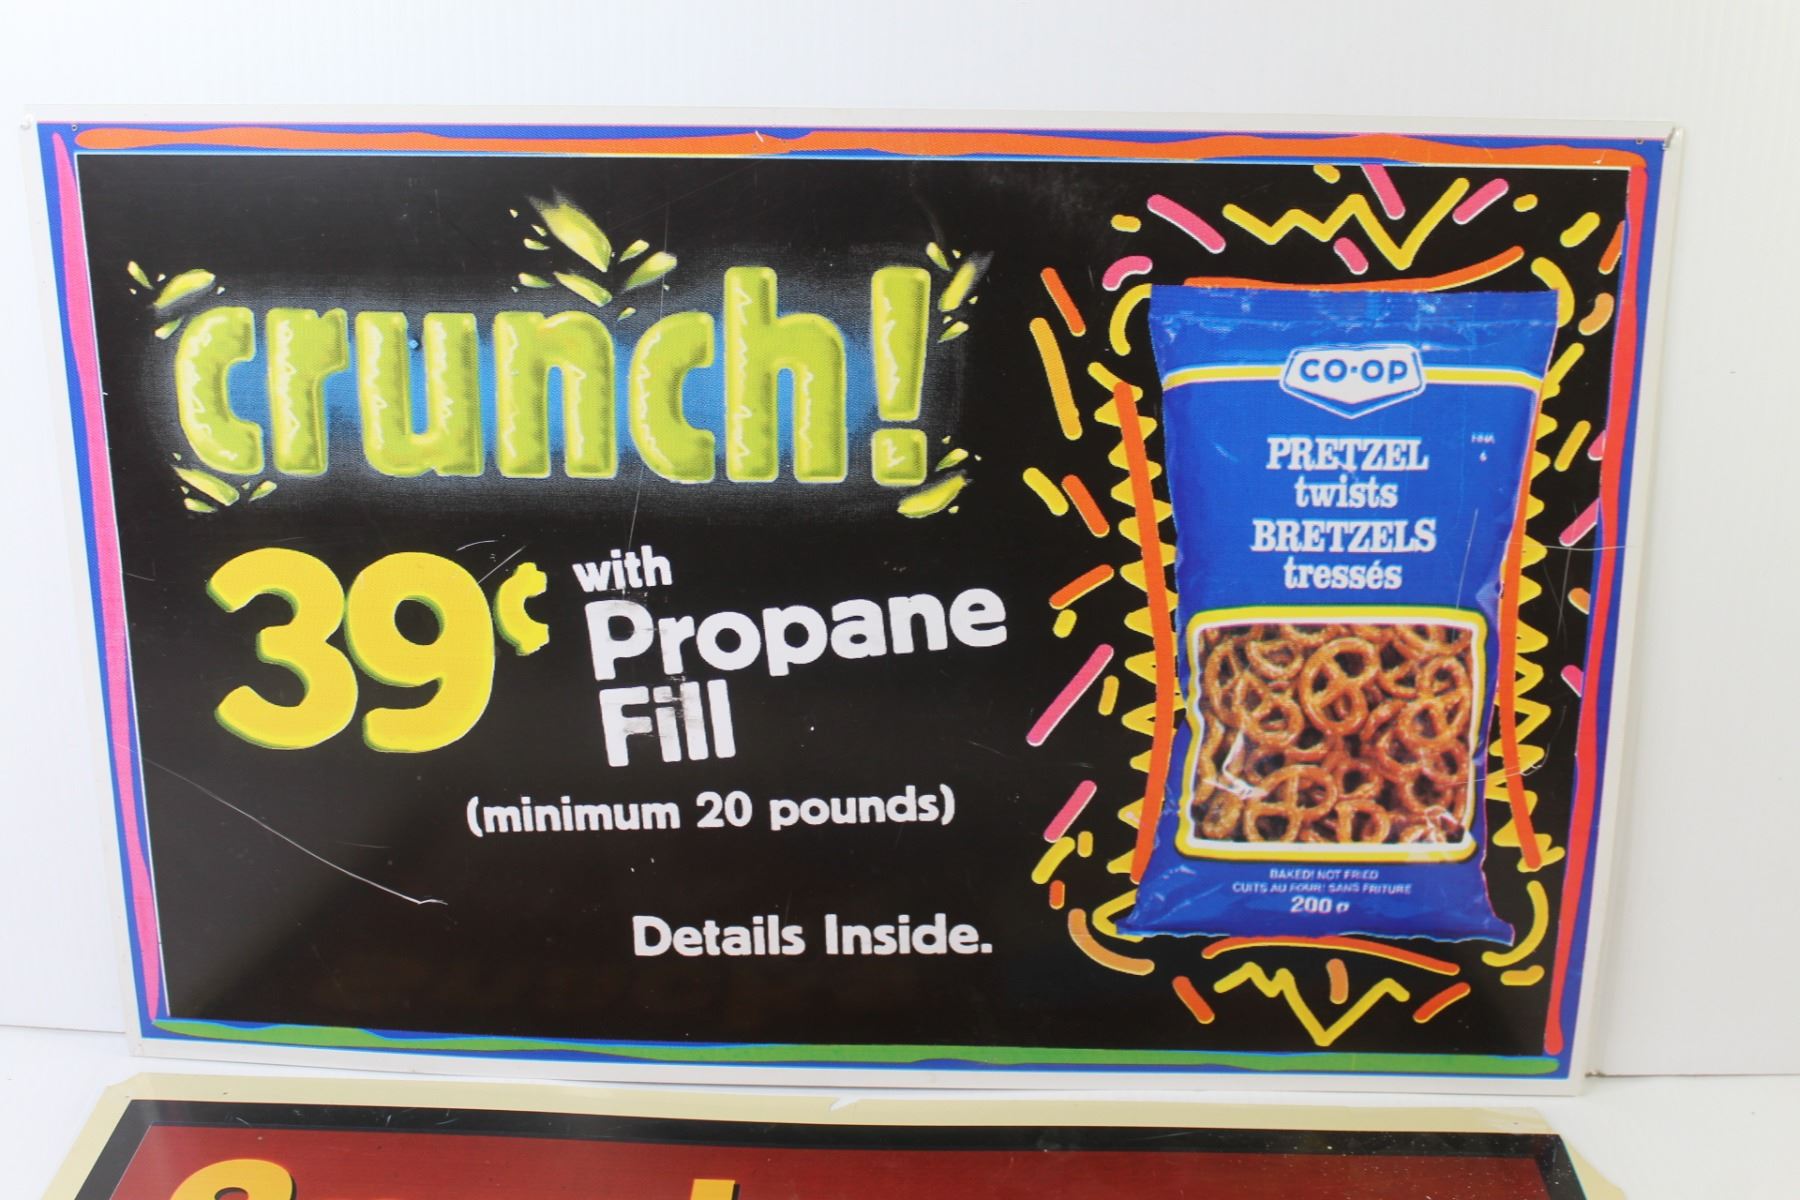 crunch!
39¢ with
Propane
Fill
(minimum 20 pounds)
Details Inside.
CO-OP
PRETZEL
twists
BRETZELS
tressés
BAKED! NOT FRIED
CUITS AU FOUR! SANS FRITURE
200 g